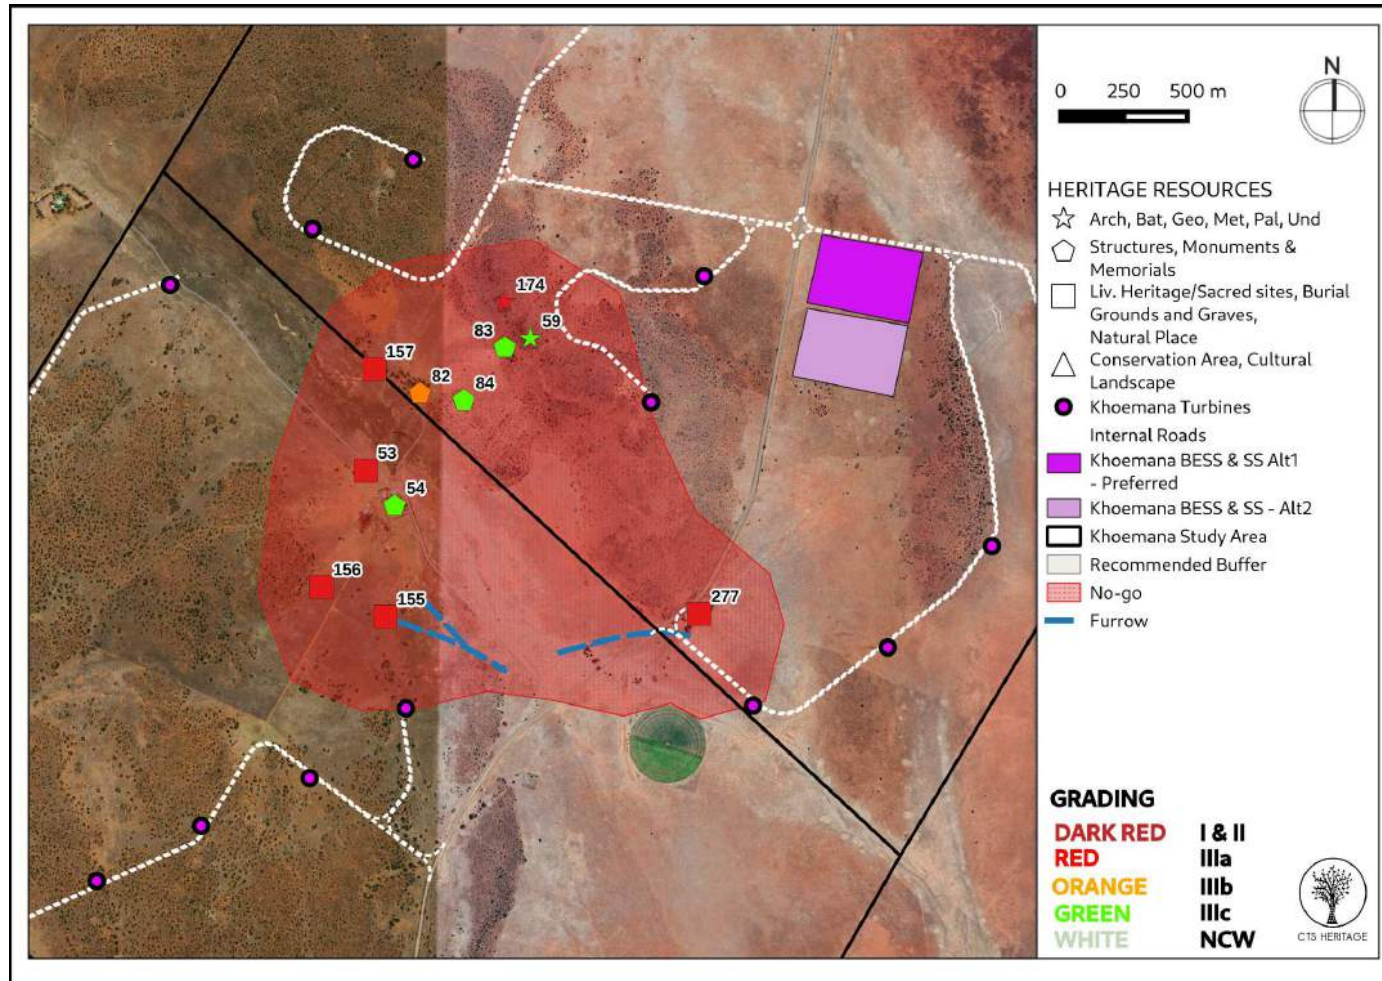 0 250 500 m
N
HERITAGE RESOURCES
Arch, Bat, Geo, Met, Pal, Und
Structures, Monuments &
Memorials
Liv. Heritage/Sacred sites, Burial
Grounds and Graves,
Natural Place
Conservation Area, Cultural
Landscape
Khoemana Turbines
Internal Roads
Khoemana BESS & SS Alt1
- Preferred
Khoemana BESS & SS - Alt2
Khoemana Study Area
Recommended Buffer
No-go
Furrow
174
59
83
157
82
84
53
54
156
155
277
GRADING
DARK RED I & II
RED IIIa
ORANGE IIIb
GREEN IIIc
WHITE NCW
CTS HERITAGE